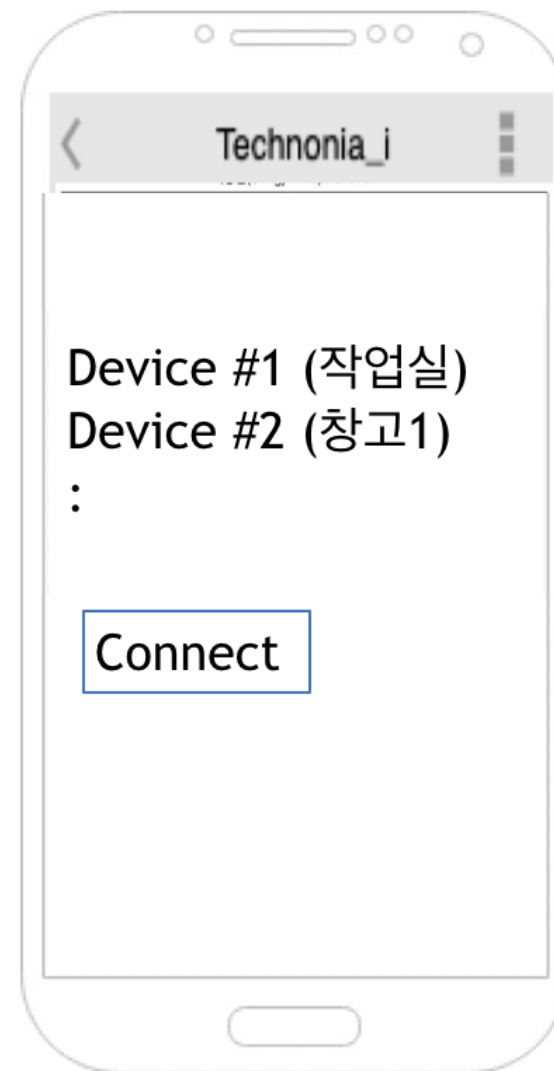 Technonia_i
Device #1 (작업실)
Device #2 (창고1)
:
Connect